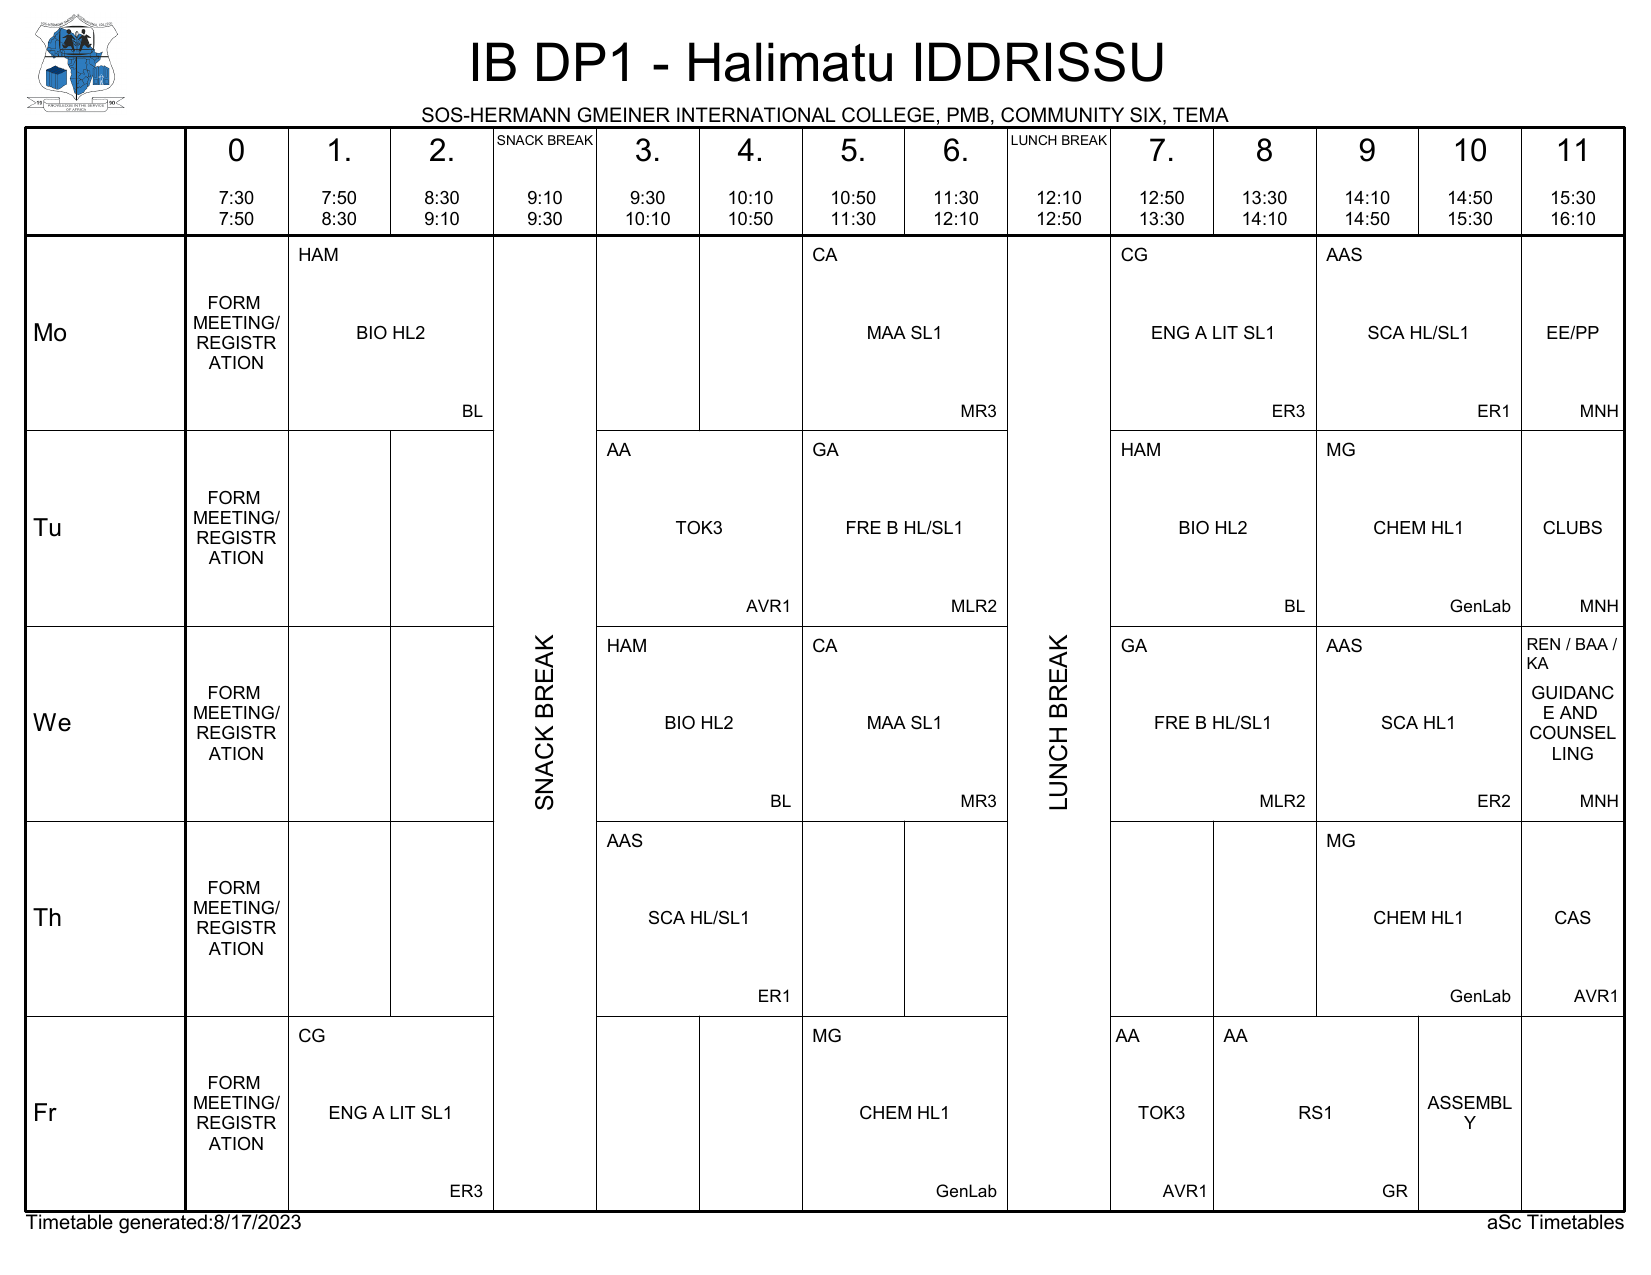 IB DP1 - Halimatu IDDRISSU
SOS-HERMANN GMEINER INTERNATIONAL COLLEGE, PMB, COMMUNITY SIX, TEMA
0 1. 2. SNACK BREAK 3. 4. 5. 6. LUNCH BREAK 7. 8 9 10 11
7:30 7:50 8:30 9:10 9:30 10:10 10:50 11:30 12:10 12:50 13:30 14:10 14:50 15:30
7:50 8:30 9:10 9:30 10:10 10:50 11:30 12:10 12:50 13:30 14:10 14:50 15:30 16:10
Mo
FORM
MEETING/
REGISTR
ATION
HAM
BIO HL2
BL
CA
MAA SL1
MR3
CG
ENG A LIT SL1
ER3
AAS
SCA HL/SL1
ER1
EE/PP
MNH
Tu
FORM
MEETING/
REGISTR
ATION
AA
TOK3
AVR1
GA
FRE B HL/SL1
MLR2
HAM
BIO HL2
BL
MG
CHEM HL1
GenLab
CLUBS
MNH
We
FORM
MEETING/
REGISTR
ATION
SNACK BREAK
HAM
BIO HL2
BL
CA
MAA SL1
MR3
LUNCH BREAK
GA
FRE B HL/SL1
MLR2
AAS
SCA HL1
ER2
REN / BAA /
KA
GUIDANC
E AND
COUNSEL
LING
MNH
Th
FORM
MEETING/
REGISTR
ATION
AAS
SCA HL/SL1
ER1
MG
CHEM HL1
GenLab
CAS
AVR1
Fr
FORM
MEETING/
REGISTR
ATION
CG
ENG A LIT SL1
ER3
MG
CHEM HL1
GenLab
AA
TOK3
AVR1
AA
RS1
GR
ASSEMBL
Y
Timetable generated:8/17/2023
aSc Timetables